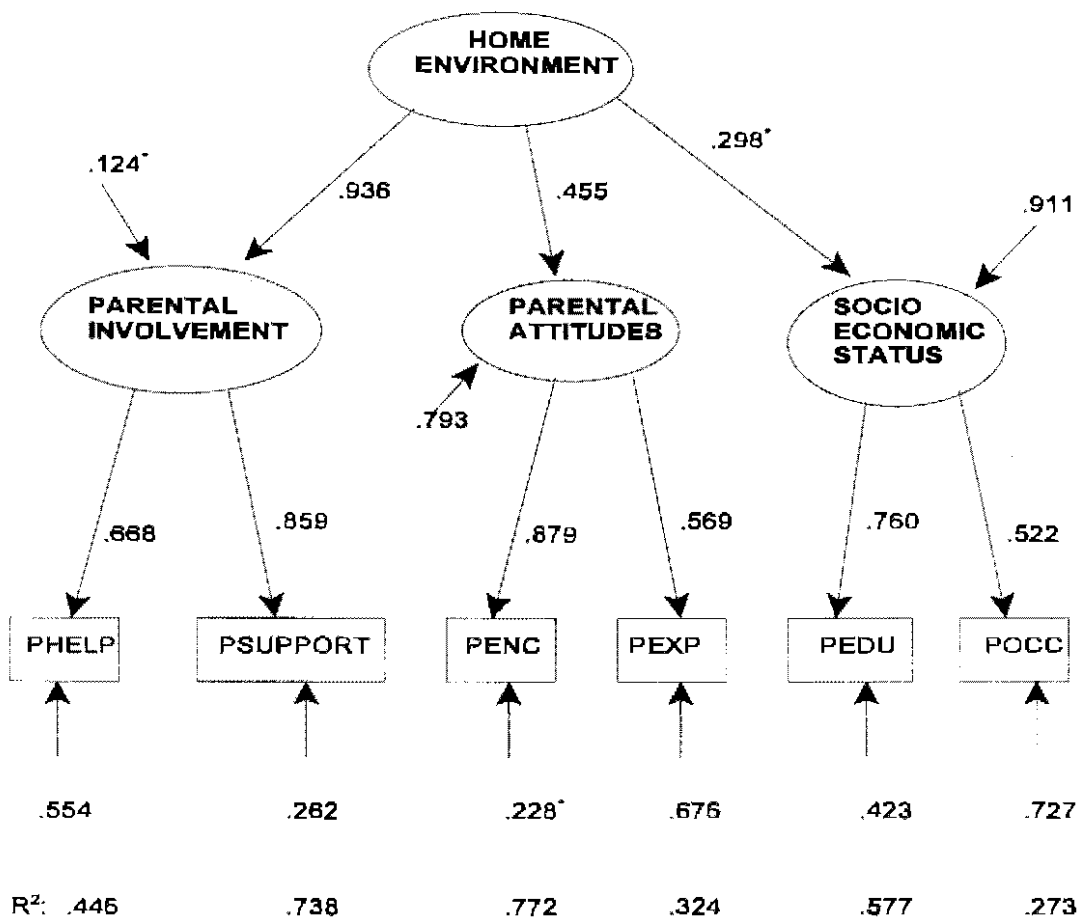 HOME
ENVIRONMENT
.124*
.936
.455
.298*
.911
PARENTAL
INVOLVEMENT
PARENTAL
ATTITUDES
SOCIO
ECONOMIC
STATUS
.793
.668
.859
.879
.569
.760
.522
PHELP
PSUPPORT
PENC
PEXP
PEDU
POCC
.554 .262 .228* .676 .423 .727
R²: .446 .738 .772 .324 .577 .273